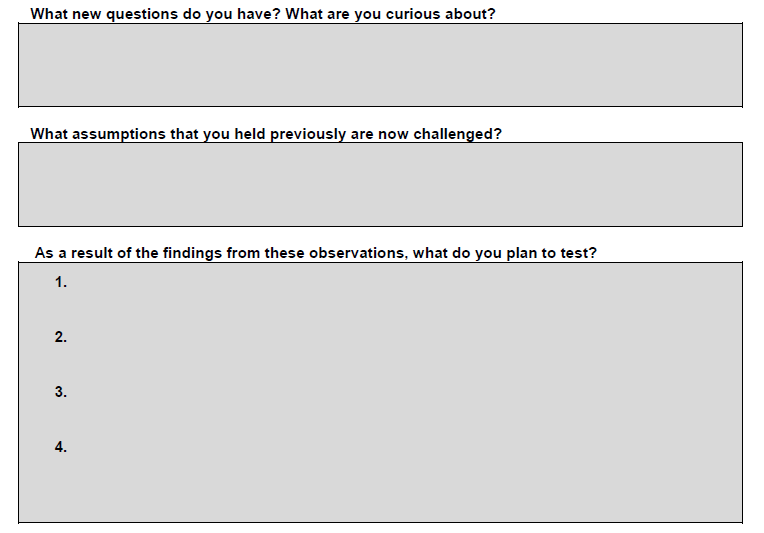 What new questions do you have? What are you curious about?
What assumptions that you held previously are now challenged?
As a result of the findings from these observations, what do you plan to test?
1.
2.
3.
4.